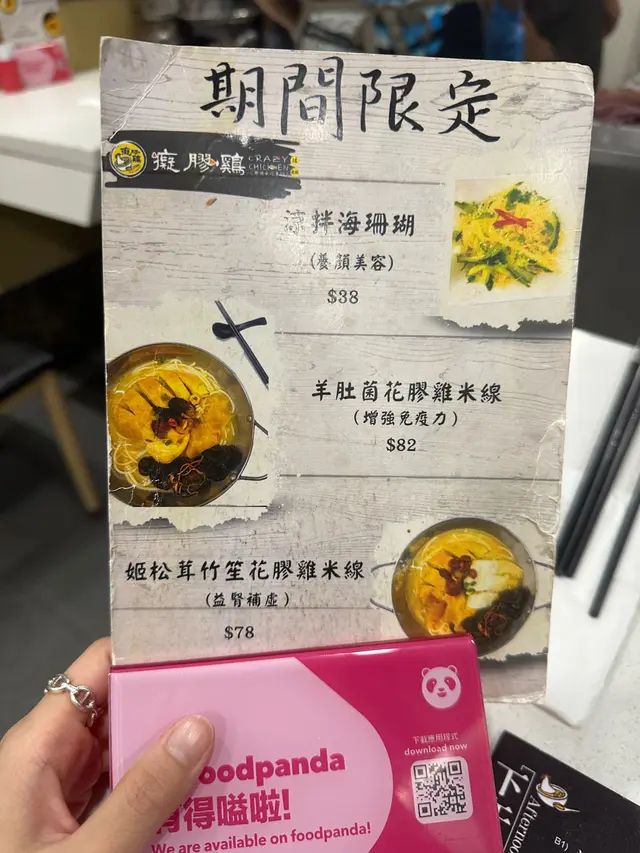 期間限定
癡膠鷄
CRAZY
CHICKEN
涼拌海珊瑚
(養顏美容)
$38
羊肚菌花膠雞米線
(增強免疫力)
$82
姬松茸竹笙花膠雞米線
(益腎補虛)
$78
下載應用程式
download now
foodpanda
有得嗌啦!
We are available on foodpanda!
B1)